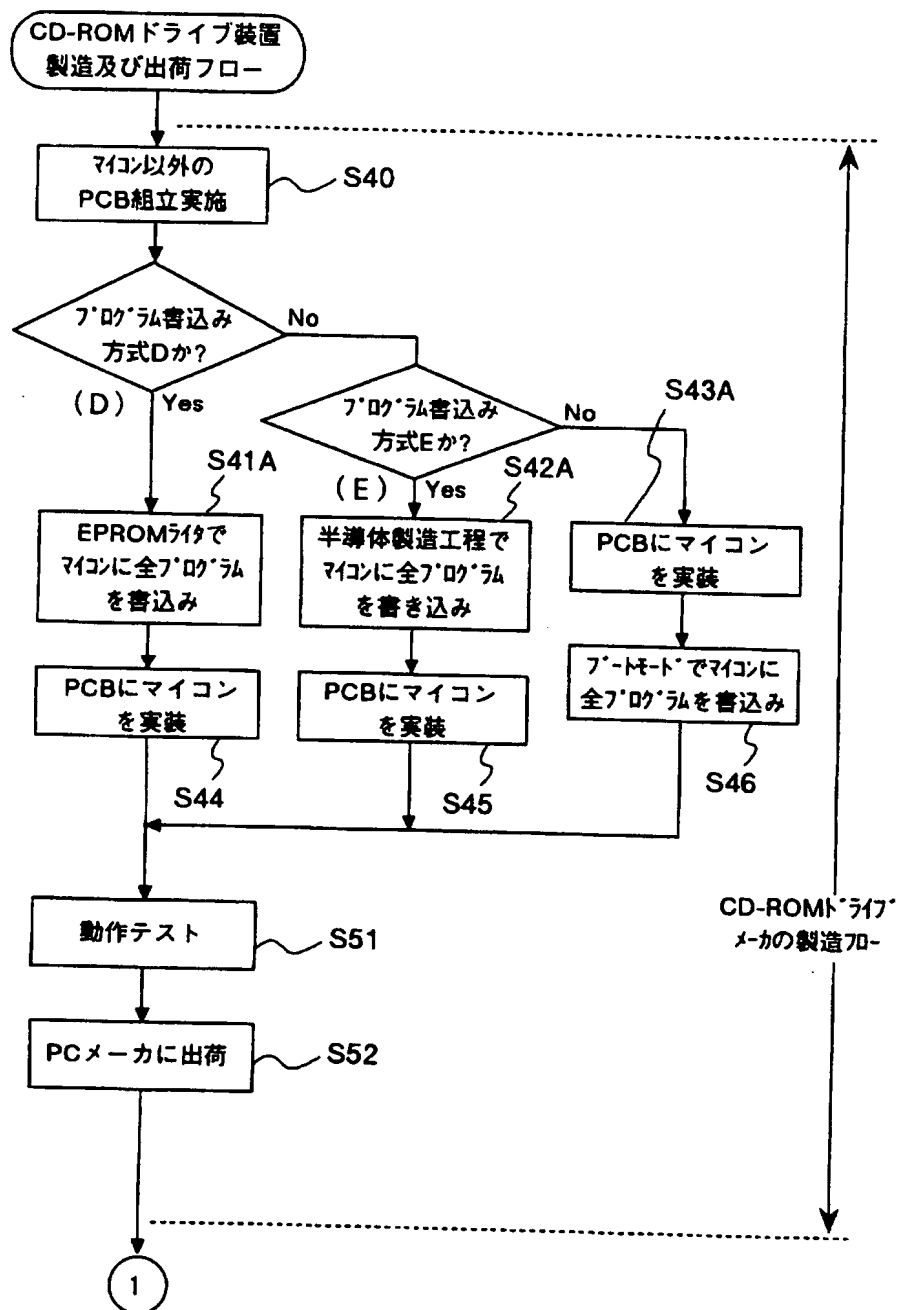 CD-ROMドライブ装置
製造及び出荷フロー
マイコン以外の
PCB組立実施
S40
プログラム書込み
方式Dか?
No
(D)
Yes
プログラム書込み
方式Eか?
No
(E)
Yes
S43A
S41A
S42A
EPROMライタで
マイコンに全プログラム
を書込み
半導体製造工程で
マイコンに全プログラム
を書き込み
PCBにマイコン
を実装
PCBにマイコン
を実装
PCBにマイコン
を実装
ブートモードでマイコンに
全プログラムを書込み
S44
S45
S46
動作テスト
S51
CD-ROMドライブ
メーカの製造フロー
PCメーカに出荷
S52
1